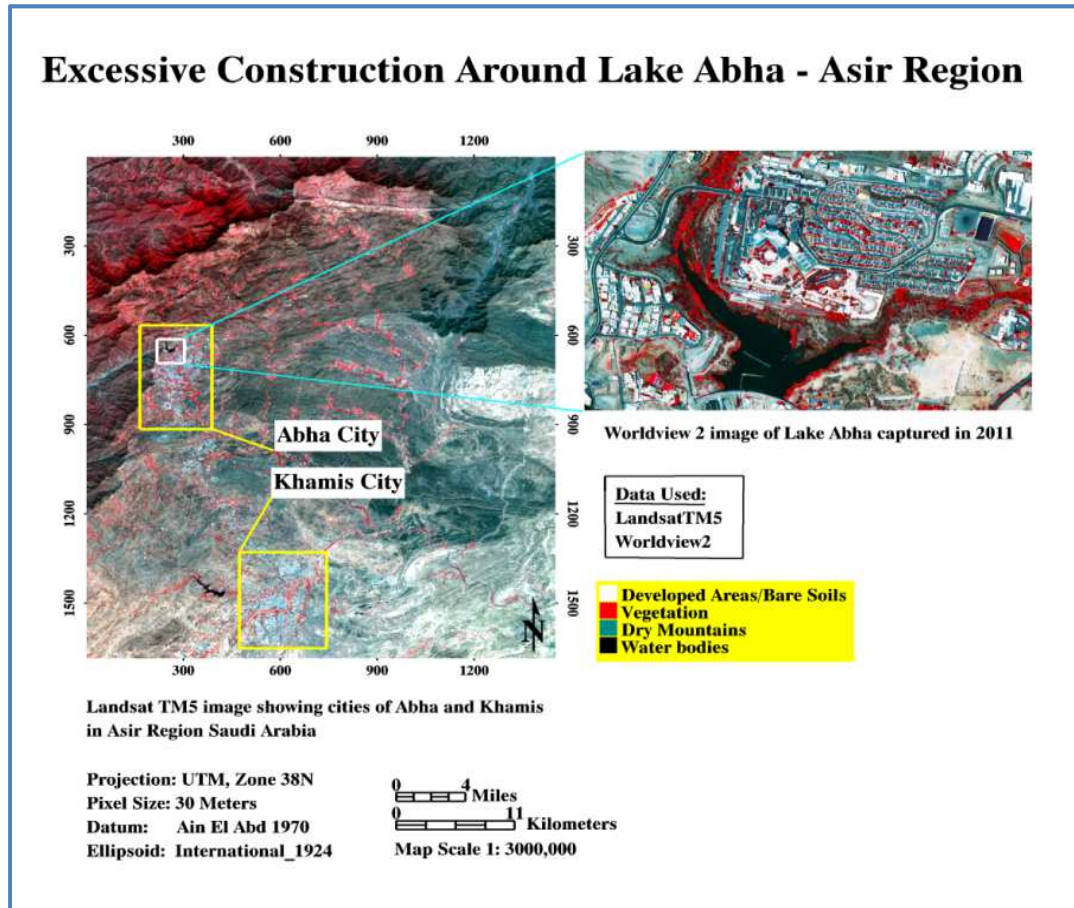 Excessive Construction Around Lake Abha - Asir Region
300 600 900 1200
300 300
600 600
900 900
1200 1200
1500 1500
Abha City
Khamis City
N
300 600 900 1200
Worldview 2 image of Lake Abha captured in 2011
Data Used:
LandsatTM5
Worldview2
Developed Areas/Bare Soils
Vegetation
Dry Mountains
Water bodies
Landsat TM5 image showing cities of Abha and Khamis
in Asir Region Saudi Arabia
Projection: UTM, Zone 38N
Pixel Size: 30 Meters
Datum: Ain El Abd 1970
Ellipsoid: International_1924
0 4
Miles
0 11
Kilometers
Map Scale 1: 3000,000